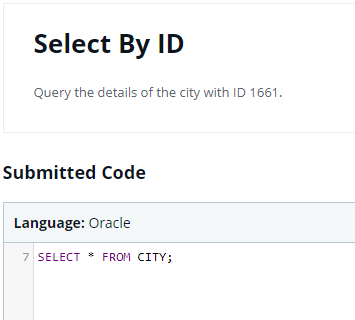 Select By ID
Query the details of the city with ID 1661.
Submitted Code
Language: Oracle
7 SELECT * FROM CITY;